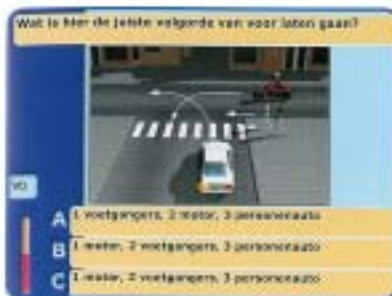 Wat is hier de juiste volgorde van voor laten gaan?
VO
A 1 voetgangers, 2 motor, 3 personenauto
B 1 motor, 2 voetgangers, 3 personenauto
C 1 motor, 2 voetgangers, 3 personenauto